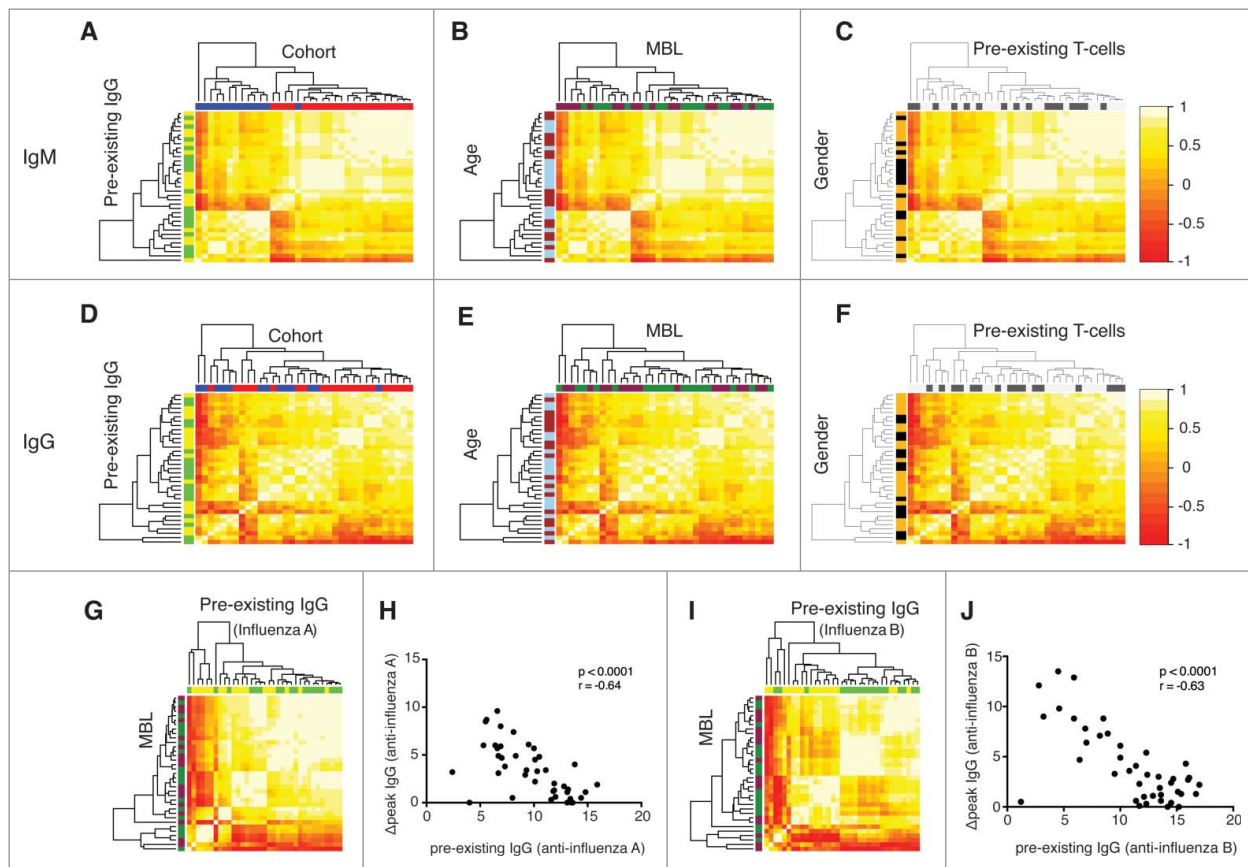 A
Cohort
Pre-existing IgG
IgM
B
MBL
Age
C
Pre-existing T-cells
Gender
1
0.5
0
-0.5
-1
D
Cohort
Pre-existing IgG
IgG
E
MBL
Age
F
Pre-existing T-cells
Gender
1
0.5
0
-0.5
-1
G
Pre-existing IgG
(Influenza A)
MBL
H
Δpeak IgG (anti-influenza A)
15
10
5
0
p < 0.0001
r = -0.64
0 5 10 15 20
pre-existing IgG (anti-influenza A)
I
Pre-existing IgG
(Influenza B)
MBL
J
Δpeak IgG (anti-influenza B)
15
10
5
0
p < 0.0001
r = -0.63
0 5 10 15 20
pre-existing IgG (anti-influenza B)